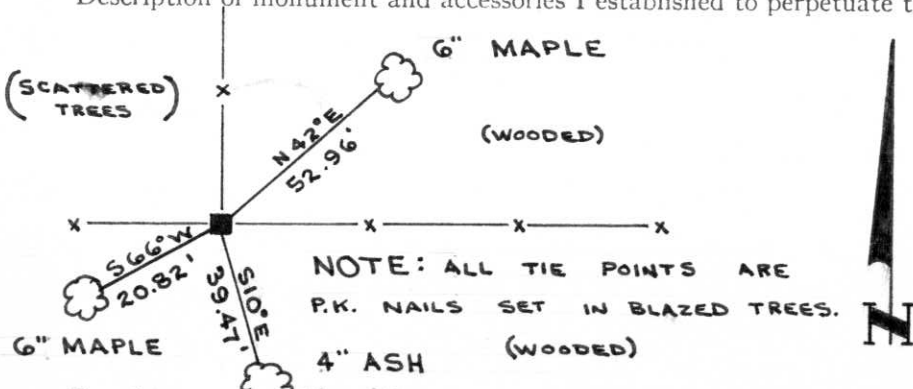 Description of monument and accessories I established to perpetuate t
6" MAPLE
(SCATTERED
TREES)
N42°E
52.96'
(WOODED)
S66°W
20.82'
S10°E
39.47'
NOTE: ALL TIE POINTS ARE
P.K. NAILS SET IN BLAZED TREES.
6" MAPLE
4" ASH
(WOODED)
N